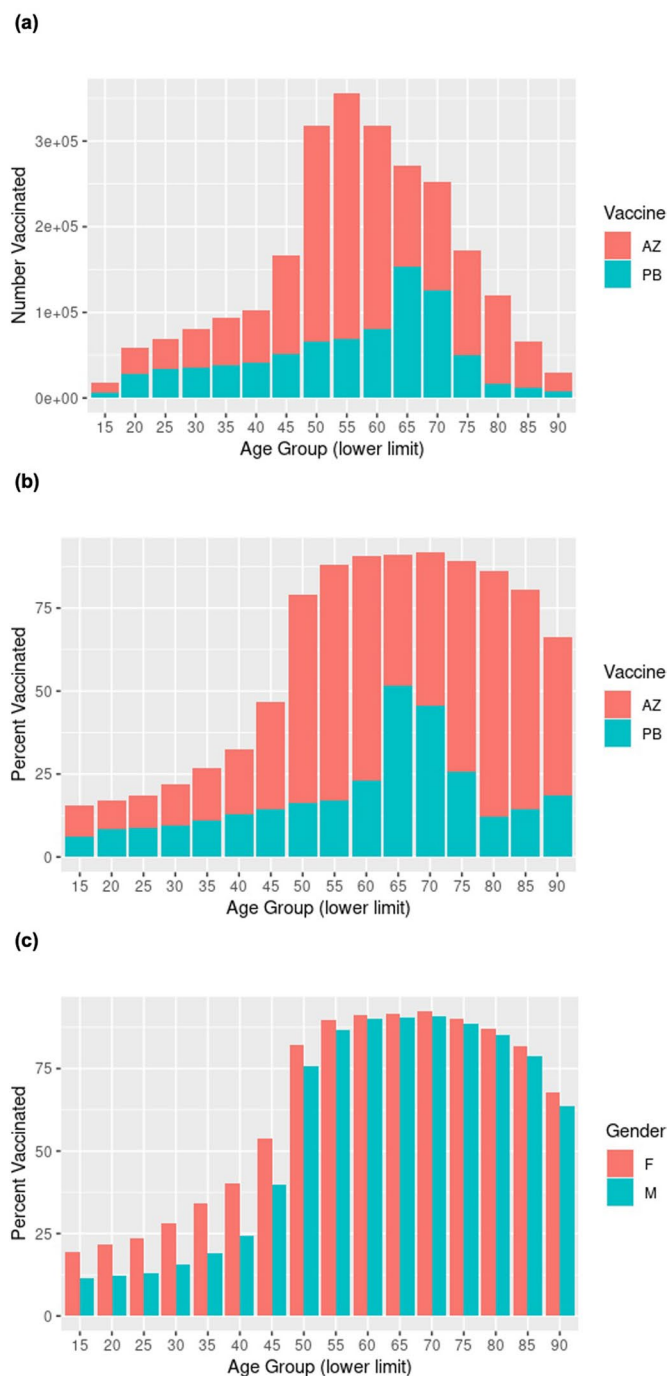 (a)
Number Vaccinated
3e+05
2e+05
1e+05
0e+00
15 20 25 30 35 40 45 50 55 60 65 70 75 80 85 90
Age Group (lower limit)
Vaccine
AZ
PB
(b)
Percent Vaccinated
75
50
25
0
15 20 25 30 35 40 45 50 55 60 65 70 75 80 85 90
Age Group (lower limit)
Vaccine
AZ
PB
(c)
Percent Vaccinated
75
50
25
0
15 20 25 30 35 40 45 50 55 60 65 70 75 80 85 90
Age Group (lower limit)
Gender
F
M